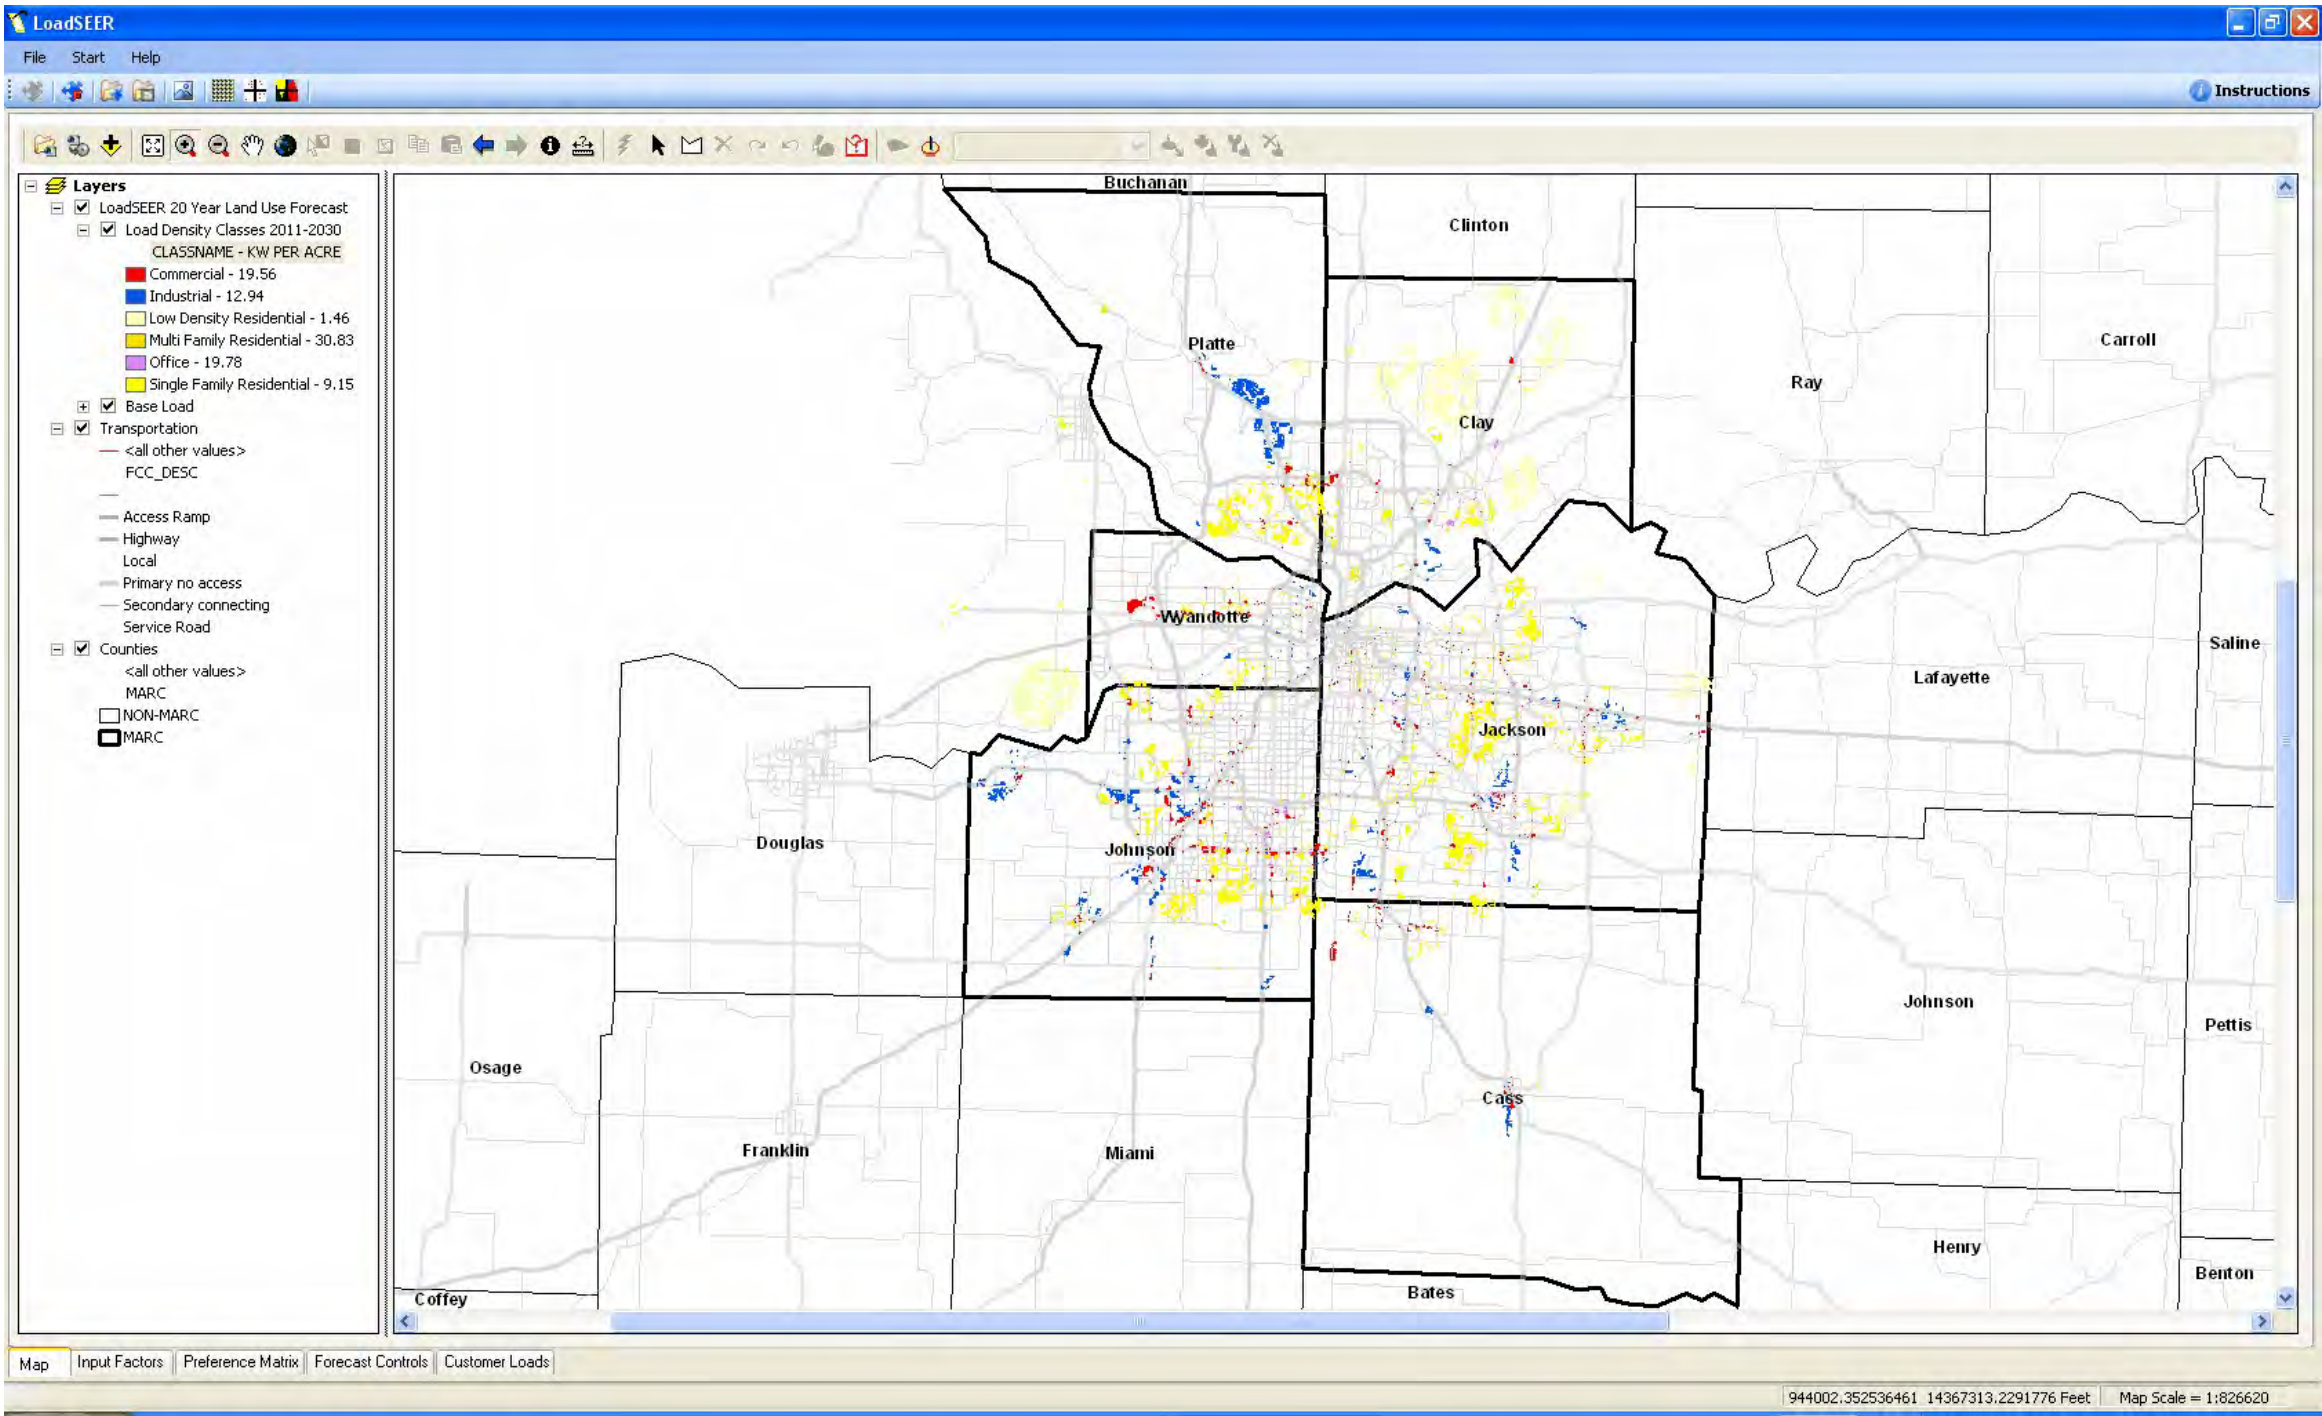 LoadSEER
File Start Help
Instructions
Layers
LoadSEER 20 Year Land Use Forecast
Load Density Classes 2011-2030
CLASSNAME - KW PER ACRE
Commercial - 19.56
Industrial - 12.94
Low Density Residential - 1.46
Multi Family Residential - 30.83
Office - 19.78
Single Family Residential - 9.15
Base Load
Transportation
<all other values>
FCC_DESC
Access Ramp
Highway
Local
Primary no access
Secondary connecting
Service Road
Counties
<all other values>
MARC
NON-MARC
MARC
Buchanan
Clinton
Platte
Carroll
Ray
Clay
Wyandotte
Saline
Lafayette
Jackson
Douglas
Johnson
Johnson
Pettis
Osage
Cass
Franklin
Miami
Henry
Benton
Bates
Coffey
Map Input Factors Preference Matrix Forecast Controls Customer Loads
944002.352536461 14367313.2291776 Feet Map Scale = 1:826620